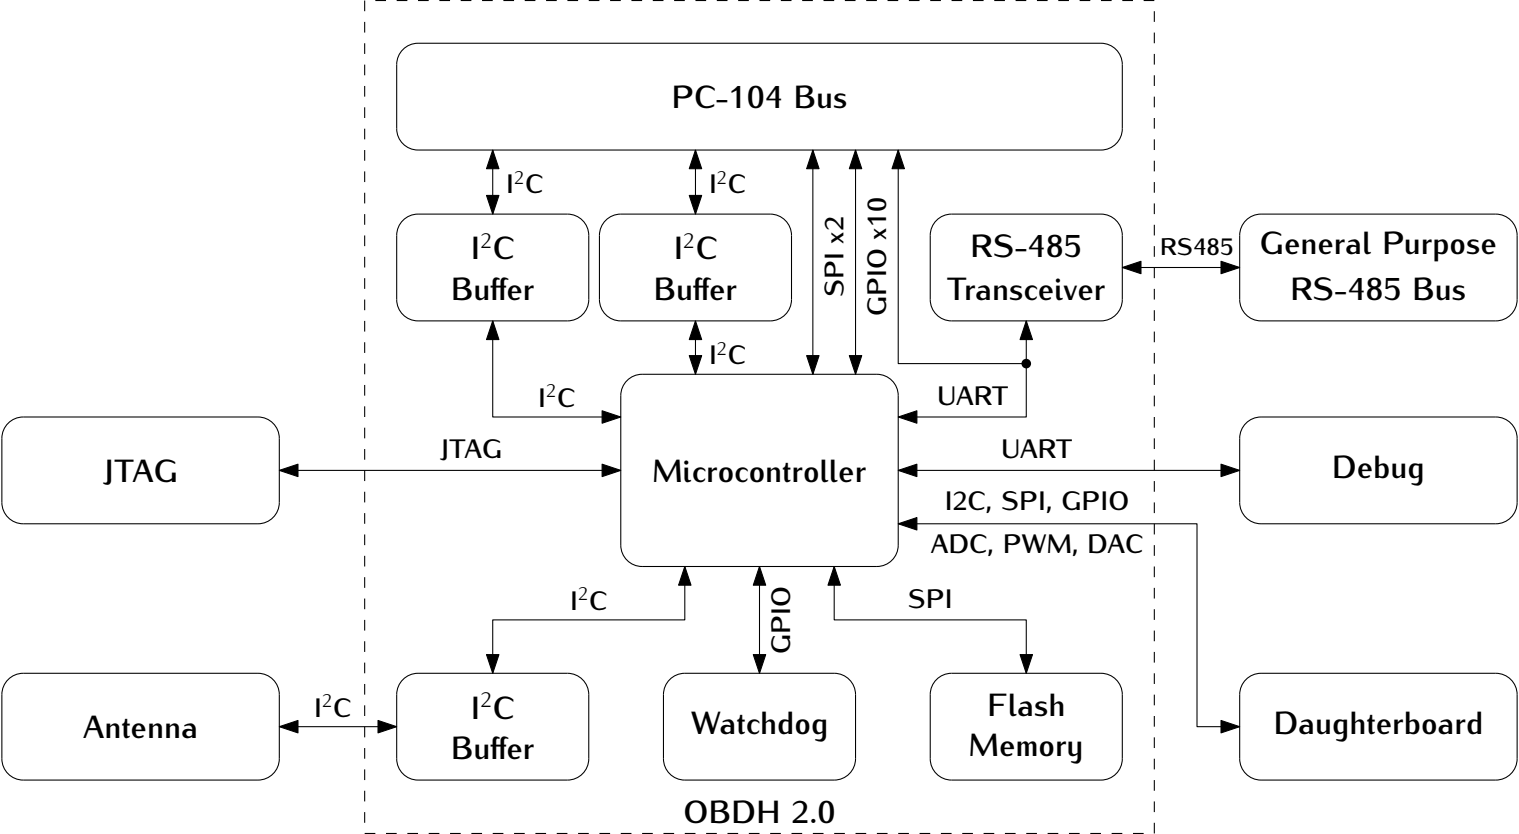 PC-104 Bus
I²C
I²C
SPI x2
GPIO x10
I²C
Buffer
I²C
Buffer
RS-485
Transceiver
RS485
General Purpose
RS-485 Bus
I²C
I²C
UART
JTAG
JTAG
Microcontroller
UART
Debug
I2C, SPI, GPIO
ADC, PWM, DAC
I²C
GPIO
SPI
Antenna
I²C
I²C
Buffer
Watchdog
Flash
Memory
Daughterboard
OBDH 2.0